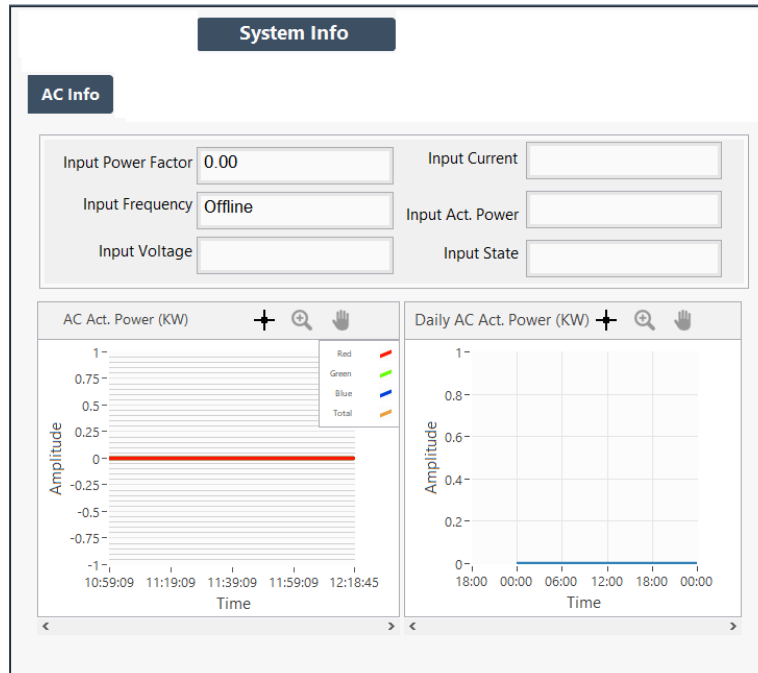 System Info
AC Info
Input Power Factor 0.00
Input Current
Input Frequency Offline
Input Act. Power
Input Voltage
Input State
AC Act. Power (KW)
Red
Green
Blue
Total
1
0.75
0.5
0.25
0
-0.25
-0.5
-0.75
-1
Amplitude
10:59:09 11:19:09 11:39:09 11:59:09 12:18:45
Time
Daily AC Act. Power (KW)
1
0.8
0.6
0.4
0.2
0
Amplitude
18:00 00:00 06:00 12:00 18:00 00:00
Time